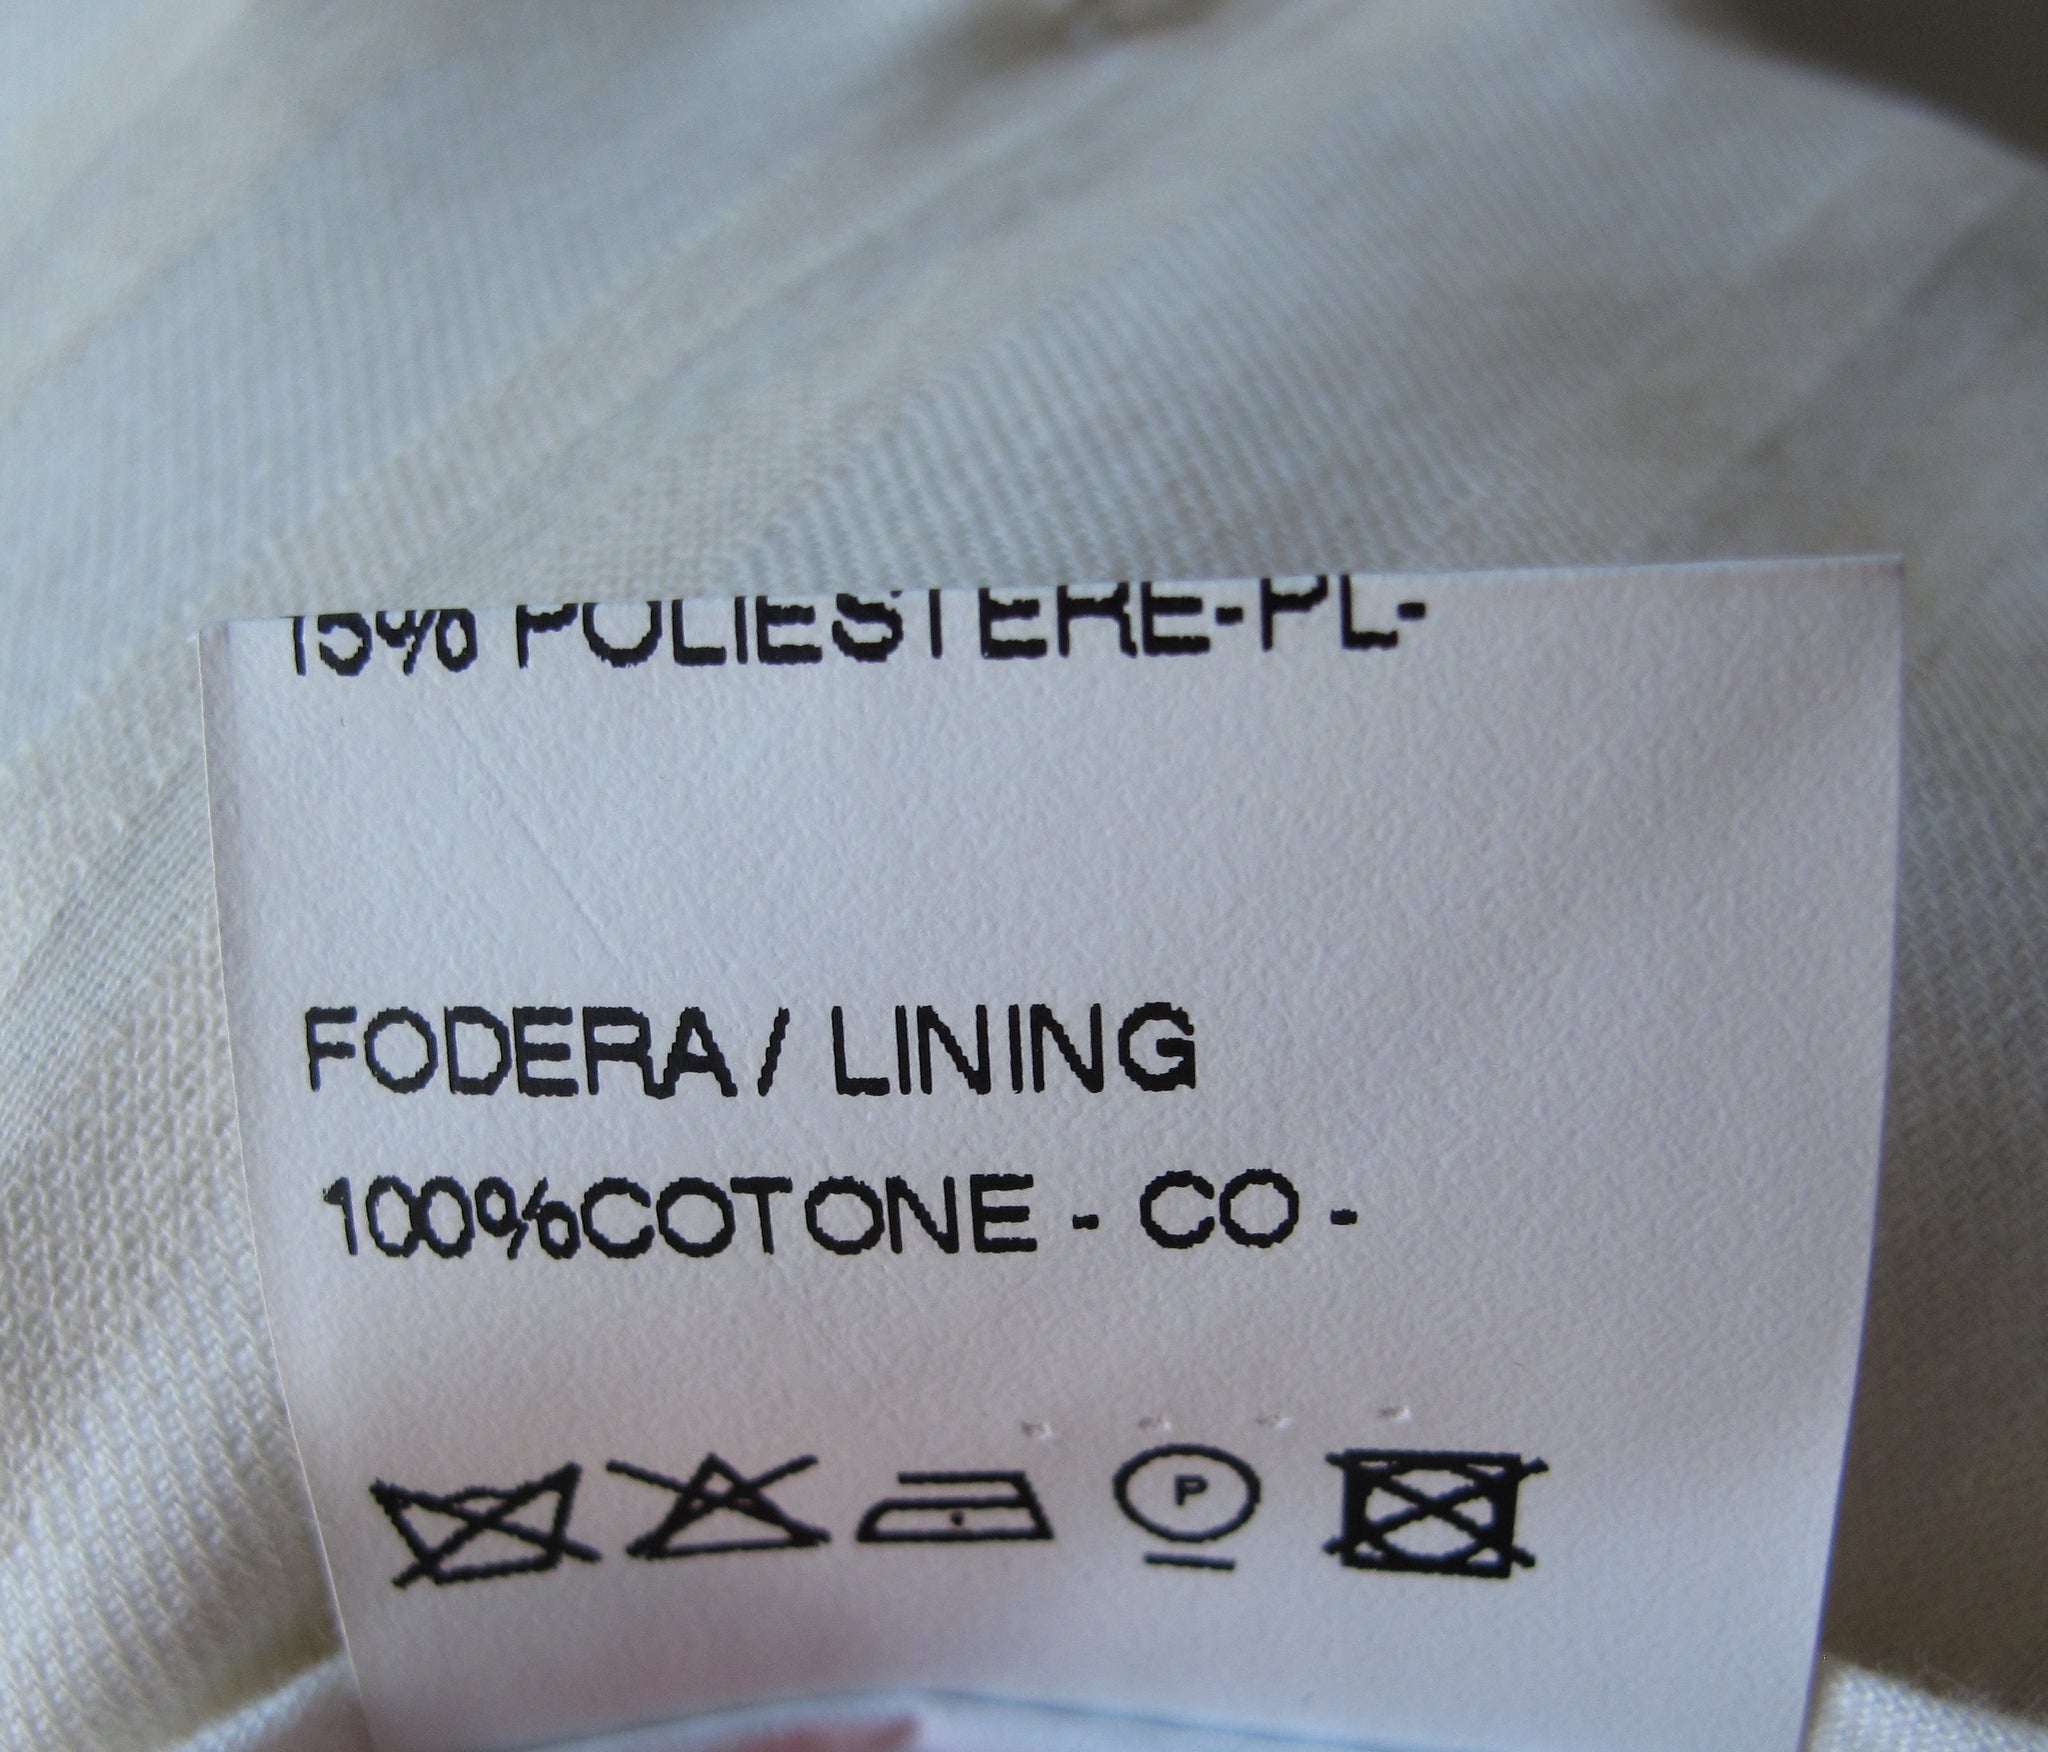 15% POLIESTERE-PL-
FODERA/ LINING
100%COTONE - CO -
P